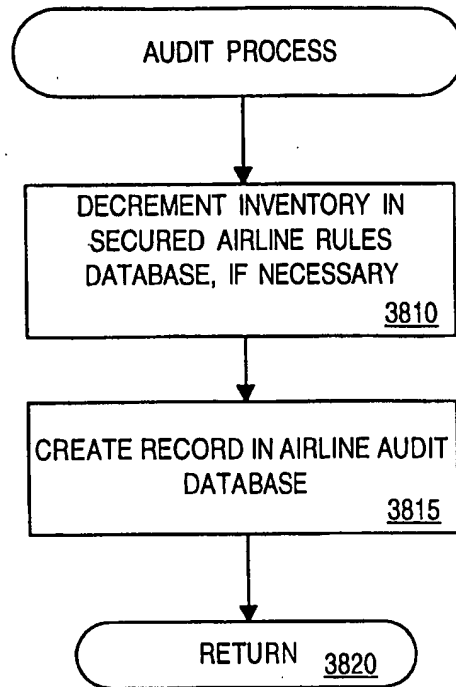 AUDIT PROCESS
DECREMENT INVENTORY IN
SECURED AIRLINE RULES
DATABASE, IF NECESSARY
3810
CREATE RECORD IN AIRLINE AUDIT
DATABASE
3815
RETURN 3820